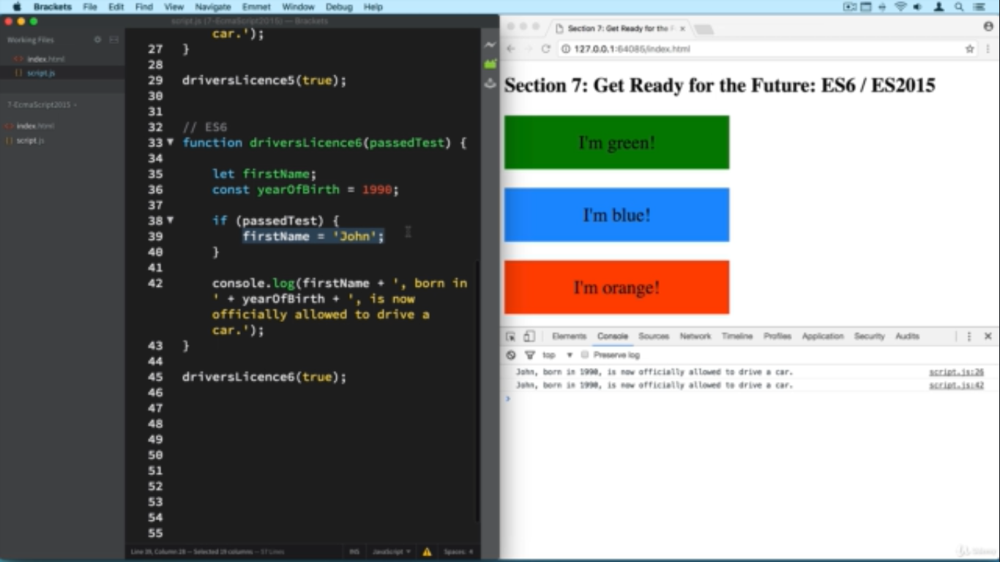 Brackets File Edit Find View Navigate Emmet Window Debug Help
script.js (7-EcmaScript2015) — Brackets
Working Files
index.html
script.js
7-EcmaScript2015
index.html
script.js
car.');
27 }
28
29 driversLicence5(true);
30
31
32 // ES6
33 function driversLicence6(passedTest) {
34
35 let firstName;
36 const yearOfBirth = 1990;
37
38 if (passedTest) {
39 firstName = 'John';
40 }
41
42 console.log(firstName + ', born in
' + yearOfBirth + ', is now
officially allowed to drive a
car.');
43 }
44
45 driversLicence6(true);
46
47
48
49
50
51
52
53
54
55
Line 39, Column 28 — Selected 19 columns — 57 Lines
INS JavaScript Spaces: 4
Section 7: Get Ready for the F
127.0.0.1:64086/index.html
Section 7: Get Ready for the Future: ES6 / ES2015
I'm green!
I'm blue!
I'm orange!
Elements Console Sources Network Timeline Profiles Application Security Audits
top Preserve log
John, born in 1990, is now officially allowed to drive a car. script.js:26
John, born in 1990, is now officially allowed to drive a car. script.js:42
Udemy